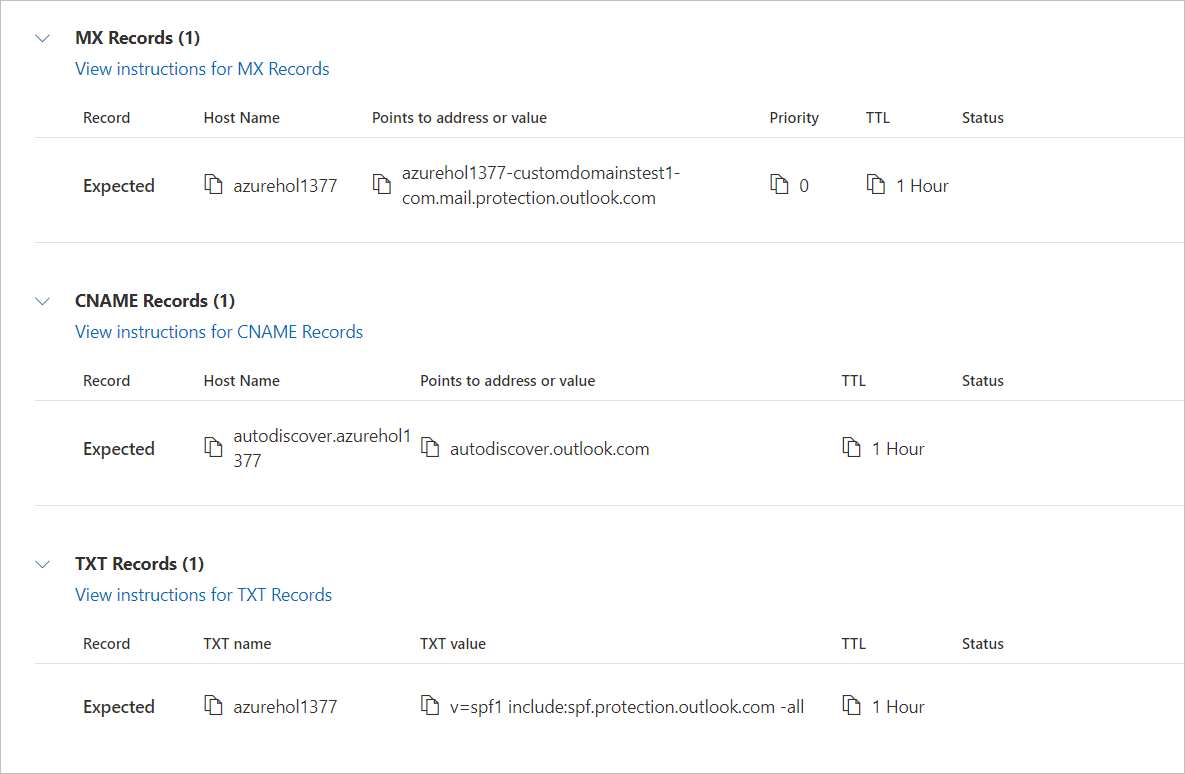 MX Records (1)
View instructions for MX Records
Record Host Name Points to address or value Priority TTL Status
Expected azurehol1377 azurehol1377-customdomainstest1-
com.mail.protection.outlook.com 0 1 Hour
CNAME Records (1)
View instructions for CNAME Records
Record Host Name Points to address or value TTL Status
Expected autodiscover.azurehol1
377 autodiscover.outlook.com 1 Hour
TXT Records (1)
View instructions for TXT Records
Record TXT name TXT value TTL Status
Expected azurehol1377 v=spf1 include:spf.protection.outlook.com -all 1 Hour